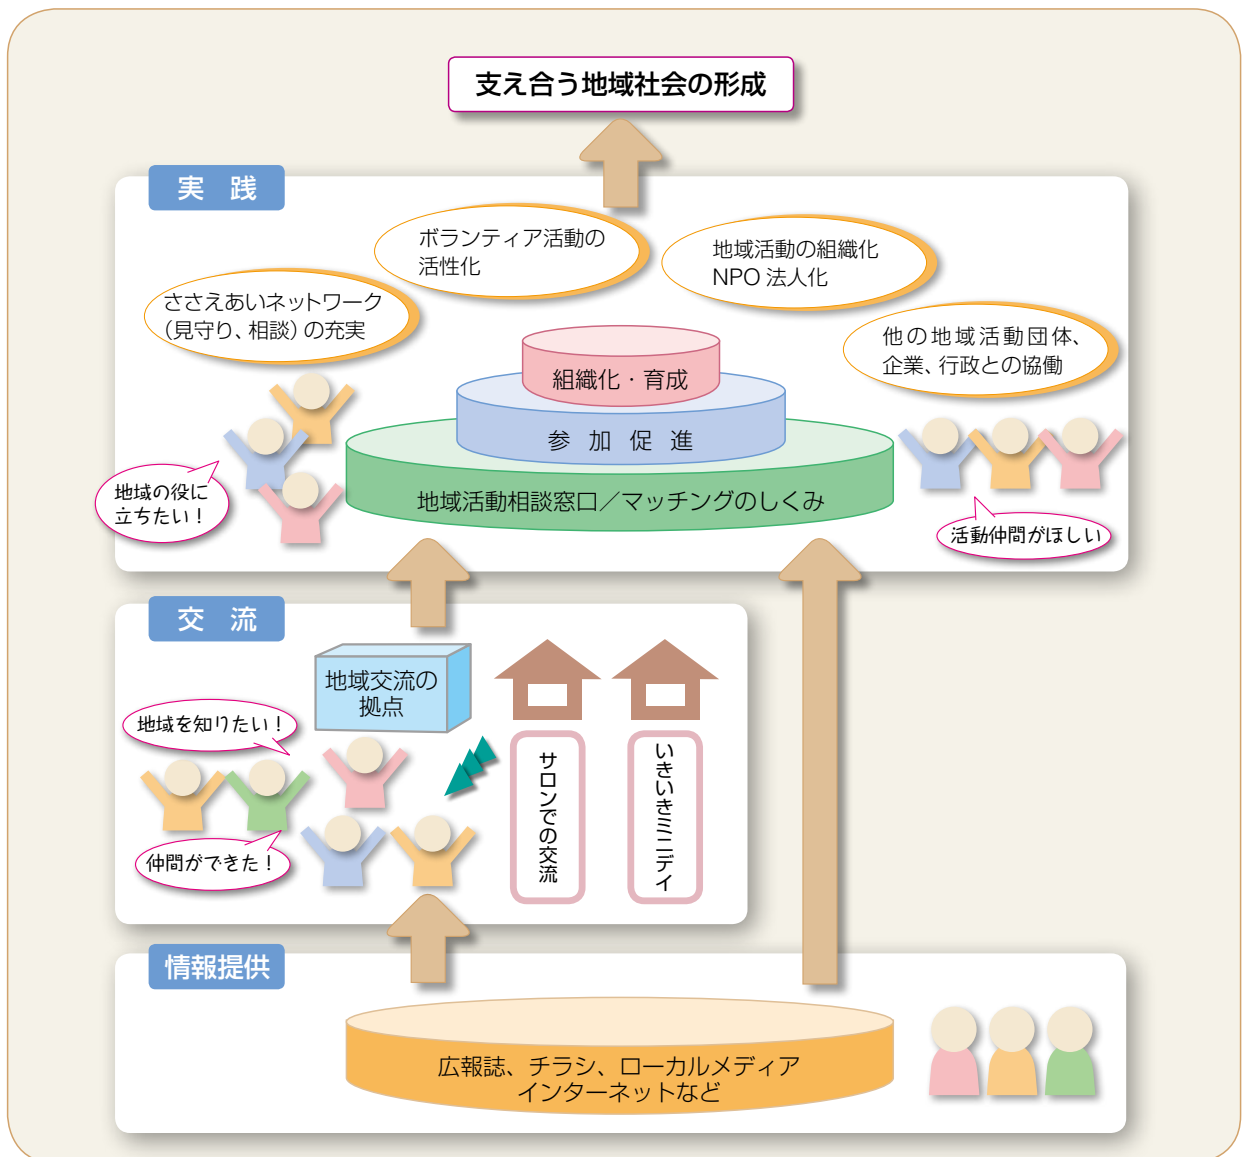 支え合う地域社会の形成
実　践
ボランティア活動の
活性化
地域活動の組織化
NPO 法人化
ささえあいネットワーク
（見守り、相談）の充実
他の地域活動団体、
企業、行政との協働
組織化・育成
参　加　促　進
地域活動相談窓口／マッチングのしくみ
地域の役に
立ちたい！
活動仲間がほしい
交　流
地域交流の
拠点
地域を知りたい！
仲間ができた！
サロンでの交流
いきいきミニデイ
情報提供
広報誌、チラシ、ローカルメディア
インターネットなど